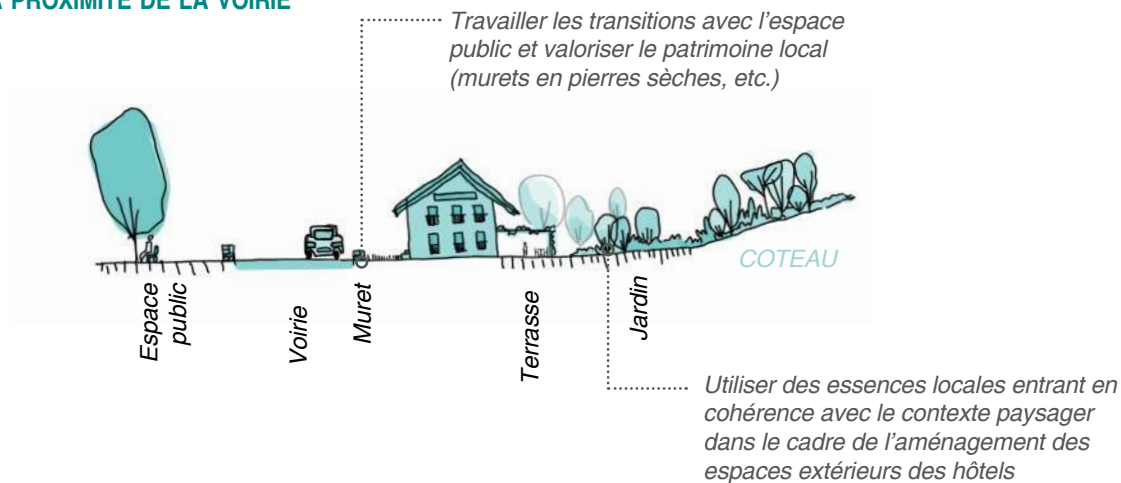 À PROXIMITÉ DE LA VOIRIE
Travailler les transitions avec l'espace
public et valoriser le patrimoine local
(murets en pierres sèches, etc.)
COTEAU
Espace
public
Voirie
Muret
Terrasse
Jardin
Utiliser des essences locales entrant en
cohérence avec le contexte paysager
dans le cadre de l'aménagement des
espaces extérieurs des hôtels